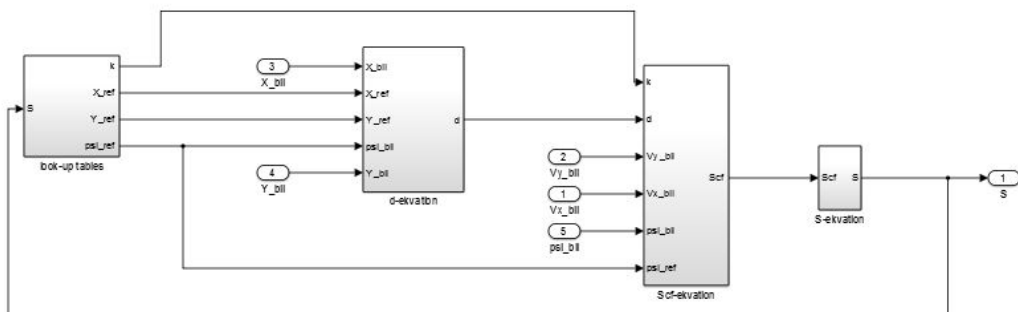 S
k
X_ref
Y_ref
psi_ref
look-up tables
3
X_bil
4
Y_bil
X_bil
X_ref
Y_ref
psi_bil
Y_bil
d
d-ekvation
2
Vy_bil
1
Vx_bil
5
psi_bil
k
d
Vy_bil
Vx_bil
psi_bil
psi_ref
Scf
Scf-ekvation
Scf
S
S-ekvation
1
S